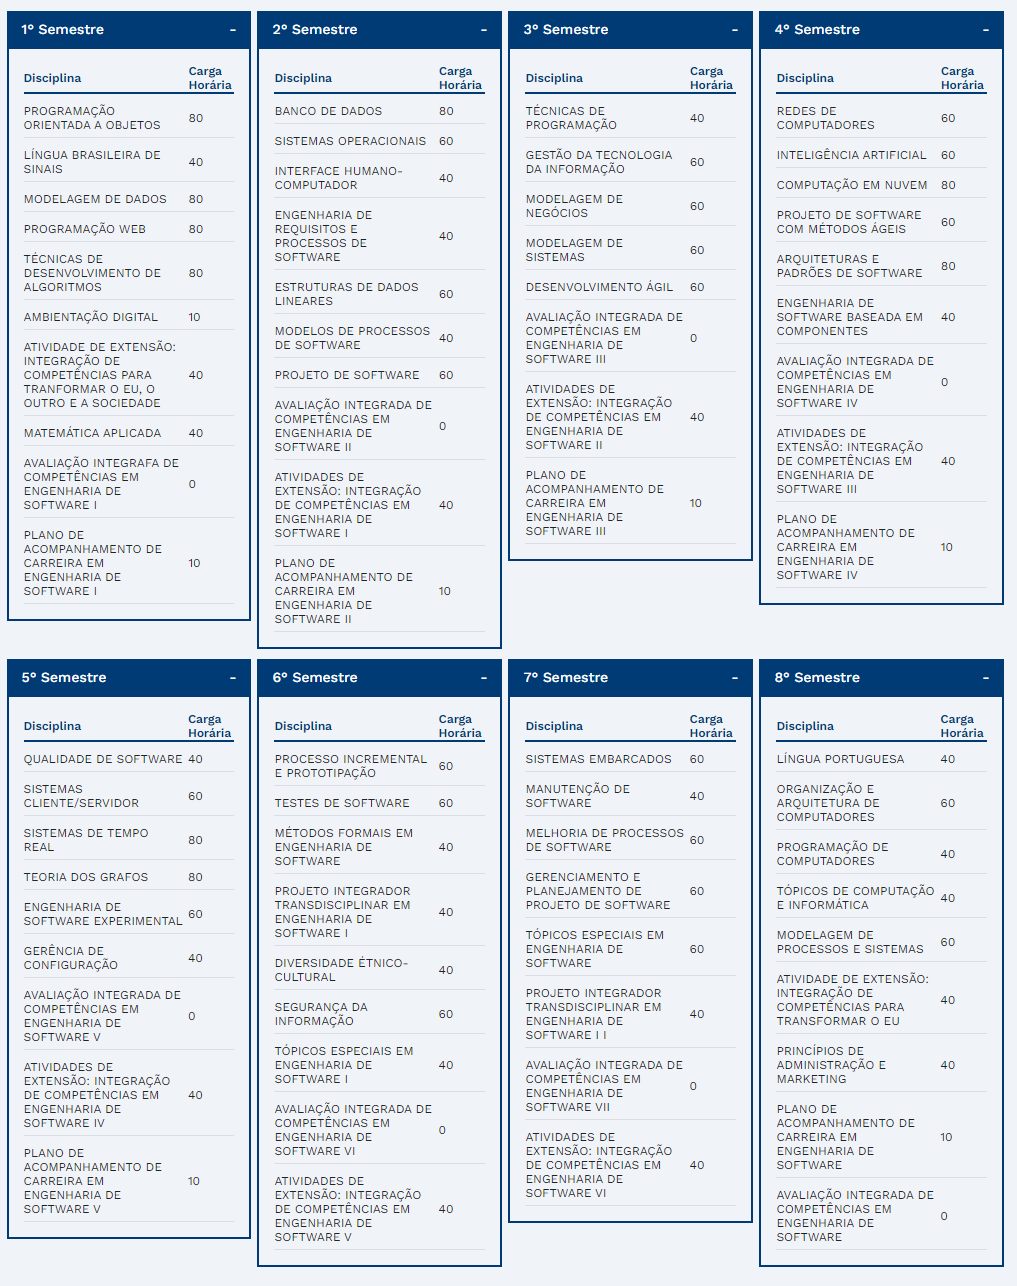 1° Semestre -
Disciplina Carga
Horária
PROGRAMAÇÃO
ORIENTADA A OBJETOS 80
LÍNGUA BRASILEIRA DE
SINAIS 40
MODELAGEM DE DADOS 80
PROGRAMAÇÃO WEB 80
TÉCNICAS DE
DESENVOLVIMENTO DE
ALGORITMOS 80
AMBIENTAÇÃO DIGITAL 10
ATIVIDADE DE EXTENSÃO:
INTEGRAÇÃO DE
COMPETÊNCIAS PARA
TRANFORMAR O EU, O
OUTRO E A SOCIEDADE 40
MATEMÁTICA APLICADA 40
AVALIAÇÃO INTEGRAFA DE
COMPETÊNCIAS EM
ENGENHARIA DE
SOFTWARE I 0
PLANO DE
ACOMPANHAMENTO DE
CARREIRA EM
ENGENHARIA DE
SOFTWARE I 10
2° Semestre -
Disciplina Carga
Horária
BANCO DE DADOS 80
SISTEMAS OPERACIONAIS 60
INTERFACE HUMANO-
COMPUTADOR 40
ENGENHARIA DE
REQUISITOS E
PROCESSOS DE
SOFTWARE 40
ESTRUTURAS DE DADOS
LINEARES 60
MODELOS DE PROCESSOS
DE SOFTWARE 40
PROJETO DE SOFTWARE 60
AVALIAÇÃO INTEGRADA DE
COMPETÊNCIAS EM
ENGENHARIA DE
SOFTWARE II 0
ATIVIDADES DE
EXTENSÃO: INTEGRAÇÃO
DE COMPETÊNCIAS EM
ENGENHARIA DE
SOFTWARE I 40
PLANO DE
ACOMPANHAMENTO DE
CARREIRA EM
ENGENHARIA DE
SOFTWARE II 10
3° Semestre -
Disciplina Carga
Horária
TÉCNICAS DE
PROGRAMAÇÃO 40
GESTÃO DA TECNOLOGIA
DA INFORMAÇÃO 60
MODELAGEM DE
NEGÓCIOS 60
MODELAGEM DE
SISTEMAS 60
DESENVOLVIMENTO ÁGIL 60
AVALIAÇÃO INTEGRADA DE
COMPETÊNCIAS EM
ENGENHARIA DE
SOFTWARE III 0
ATIVIDADES DE
EXTENSÃO: INTEGRAÇÃO
DE COMPETÊNCIAS EM
ENGENHARIA DE
SOFTWARE II 40
PLANO DE
ACOMPANHAMENTO DE
CARREIRA EM
ENGENHARIA DE
SOFTWARE III 10
4° Semestre -
Disciplina Carga
Horária
REDES DE
COMPUTADORES 60
INTELIGÊNCIA ARTIFICIAL 60
COMPUTAÇÃO EM NUVEM 80
PROJETO DE SOFTWARE
COM MÉTODOS ÁGEIS 60
ARQUITETURAS E
PADRÕES DE SOFTWARE 80
ENGENHARIA DE
SOFTWARE BASEADA EM
COMPONENTES 40
AVALIAÇÃO INTEGRADA DE
COMPETÊNCIAS EM
ENGENHARIA DE
SOFTWARE IV 0
ATIVIDADES DE
EXTENSÃO: INTEGRAÇÃO
DE COMPETÊNCIAS EM
ENGENHARIA DE
SOFTWARE III 40
PLANO DE
ACOMPANHAMENTO DE
CARREIRA EM
ENGENHARIA DE
SOFTWARE IV 10
5° Semestre -
Disciplina Carga
Horária
QUALIDADE DE SOFTWARE 40
SISTEMAS
CLIENTE/SERVIDOR 60
SISTEMAS DE TEMPO
REAL 80
TEORIA DOS GRAFOS 80
ENGENHARIA DE
SOFTWARE EXPERIMENTAL 60
GERÊNCIA DE
CONFIGURAÇÃO 40
AVALIAÇÃO INTEGRADA DE
COMPETÊNCIAS EM
ENGENHARIA DE
SOFTWARE V 0
ATIVIDADES DE
EXTENSÃO: INTEGRAÇÃO
DE COMPETÊNCIAS EM
ENGENHARIA DE
SOFTWARE IV 40
PLANO DE
ACOMPANHAMENTO DE
CARREIRA EM
ENGENHARIA DE
SOFTWARE V 10
6° Semestre -
Disciplina Carga
Horária
PROCESSO INCREMENTAL
E PROTOTIPAÇÃO 60
TESTES DE SOFTWARE 60
MÉTODOS FORMAIS EM
ENGENHARIA DE
SOFTWARE 40
PROJETO INTEGRADOR
TRANSDISCIPLINAR EM
ENGENHARIA DE
SOFTWARE I 40
DIVERSIDADE ÉTNICO-
CULTURAL 40
SEGURANÇA DA
INFORMAÇÃO 60
TÓPICOS ESPECIAIS EM
ENGENHARIA DE
SOFTWARE I 40
AVALIAÇÃO INTEGRADA DE
COMPETÊNCIAS EM
ENGENHARIA DE
SOFTWARE VI 0
ATIVIDADES DE
EXTENSÃO: INTEGRAÇÃO
DE COMPETÊNCIAS EM
ENGENHARIA DE
SOFTWARE V 40
7° Semestre -
Disciplina Carga
Horária
SISTEMAS EMBARCADOS 60
MANUTENÇÃO DE
SOFTWARE 40
MELHORIA DE PROCESSOS
DE SOFTWARE 60
GERENCIAMENTO E
PLANEJAMENTO DE
PROJETO DE SOFTWARE 60
TÓPICOS ESPECIAIS EM
ENGENHARIA DE
SOFTWARE 60
PROJETO INTEGRADOR
TRANSDISCIPLINAR EM
ENGENHARIA DE
SOFTWARE I I 40
AVALIAÇÃO INTEGRADA DE
COMPETÊNCIAS EM
ENGENHARIA DE
SOFTWARE VII 0
ATIVIDADES DE
EXTENSÃO: INTEGRAÇÃO
DE COMPETÊNCIAS EM
ENGENHARIA DE
SOFTWARE VI 40
8° Semestre -
Disciplina Carga
Horária
LÍNGUA PORTUGUESA 40
ORGANIZAÇÃO E
ARQUITETURA DE
COMPUTADORES 60
PROGRAMAÇÃO DE
COMPUTADORES 40
TÓPICOS DE COMPUTAÇÃO
E INFORMÁTICA 40
MODELAGEM DE
PROCESSOS E SISTEMAS 60
ATIVIDADE DE EXTENSÃO:
INTEGRAÇÃO DE
COMPETÊNCIAS PARA
TRANSFORMAR O EU 40
PRINCÍPIOS DE
ADMINISTRAÇÃO E
MARKETING 40
PLANO DE
ACOMPANHAMENTO DE
CARREIRA EM
ENGENHARIA DE
SOFTWARE 10
AVALIAÇÃO INTEGRADA DE
COMPETÊNCIAS EM
ENGENHARIA DE
SOFTWARE 0